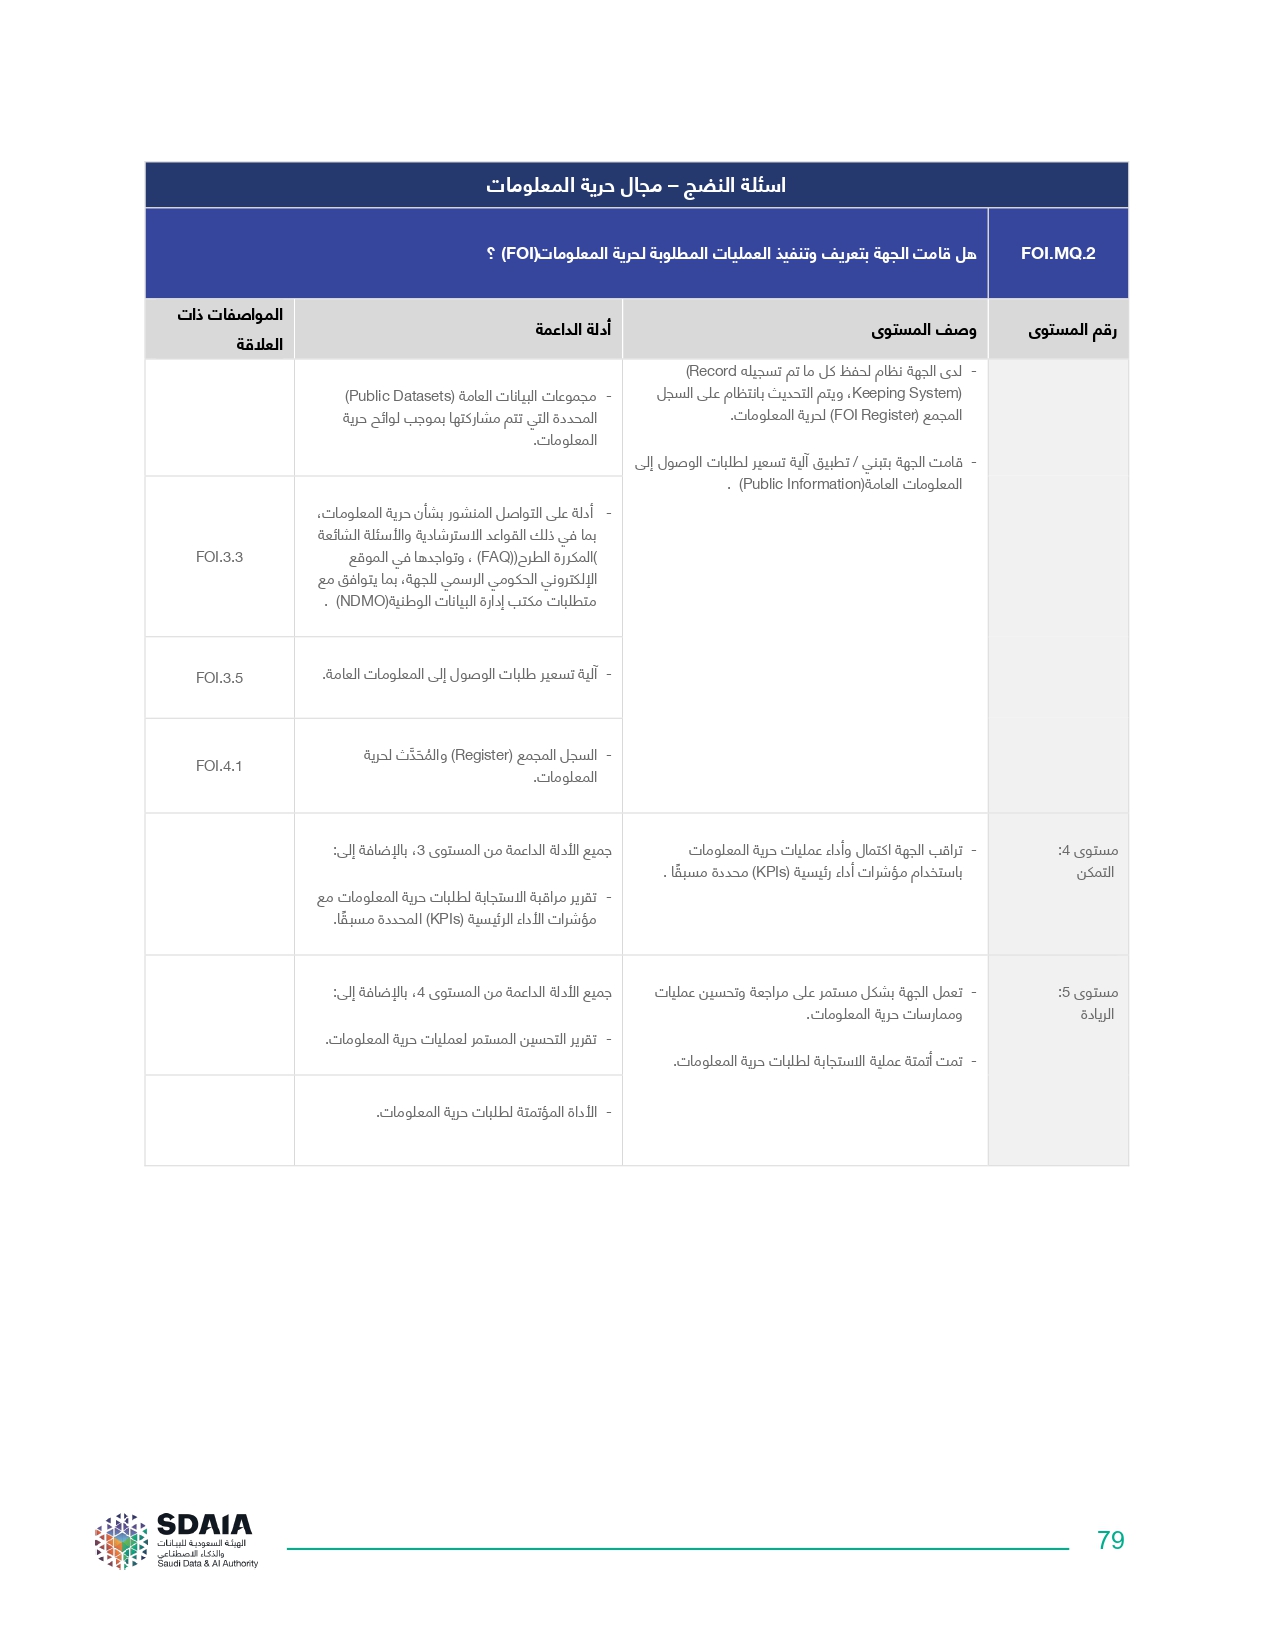 اسئلة النضج – مجال حرية المعلومات
FOI.MQ.2
هل قامت الجهة بتعريف وتنفيذ العمليات المطلوبة لحرية المعلومات(FOI) ؟
رقم المستوى
وصف المستوى
أدلة الداعمة
المواصفات ذات
العلاقة
- لدى الجهة نظام لحفظ كل ما تم تسجيله (Record
Keeping System)، ويتم التحديث بانتظام على السجل
المجمع (FOI Register) لحرية المعلومات.
- قامت الجهة بتبني / تطبيق آلية تسعير لطلبات الوصول إلى
المعلومات العامة(Public Information) .
- مجموعات البيانات العامة (Public Datasets)
المحددة التي تتم مشاركتها بموجب لوائح حرية
المعلومات.
- أدلة على التواصل المنشور بشأن حرية المعلومات،
بما في ذلك القواعد الاسترشادية والأسئلة الشائعة
)المكررة الطرح((FAQ) ، وتواجدها في الموقع
الإلكتروني الحكومي الرسمي للجهة، بما يتوافق مع
متطلبات مكتب إدارة البيانات الوطنية(NDMO) .
FOI.3.3
- آلية تسعير طلبات الوصول إلى المعلومات العامة.
FOI.3.5
- السجل المجمع (Register) والمُحَدَّث لحرية
المعلومات.
FOI.4.1
مستوى 4:
التمكن
- تراقب الجهة اكتمال وأداء عمليات حرية المعلومات
باستخدام مؤشرات أداء رئيسية (KPIs) محددة مسبقًا .
جميع الأدلة الداعمة من المستوى 3، بالإضافة إلى:
- تقرير مراقبة الاستجابة لطلبات حرية المعلومات مع
مؤشرات الأداء الرئيسية (KPIs) المحددة مسبقًا.
مستوى 5:
الريادة
- تعمل الجهة بشكل مستمر على مراجعة وتحسين عمليات
وممارسات حرية المعلومات.
- تمت أتمتة عملية الاستجابة لطلبات حرية المعلومات.
جميع الأدلة الداعمة من المستوى 4، بالإضافة إلى:
- تقرير التحسين المستمر لعمليات حرية المعلومات.
- الأداة المؤتمتة لطلبات حرية المعلومات.
SDAIA
الهيئة السعودية للبيانات
والذكاء الاصطناعي
Saudi Data & AI Authority
79